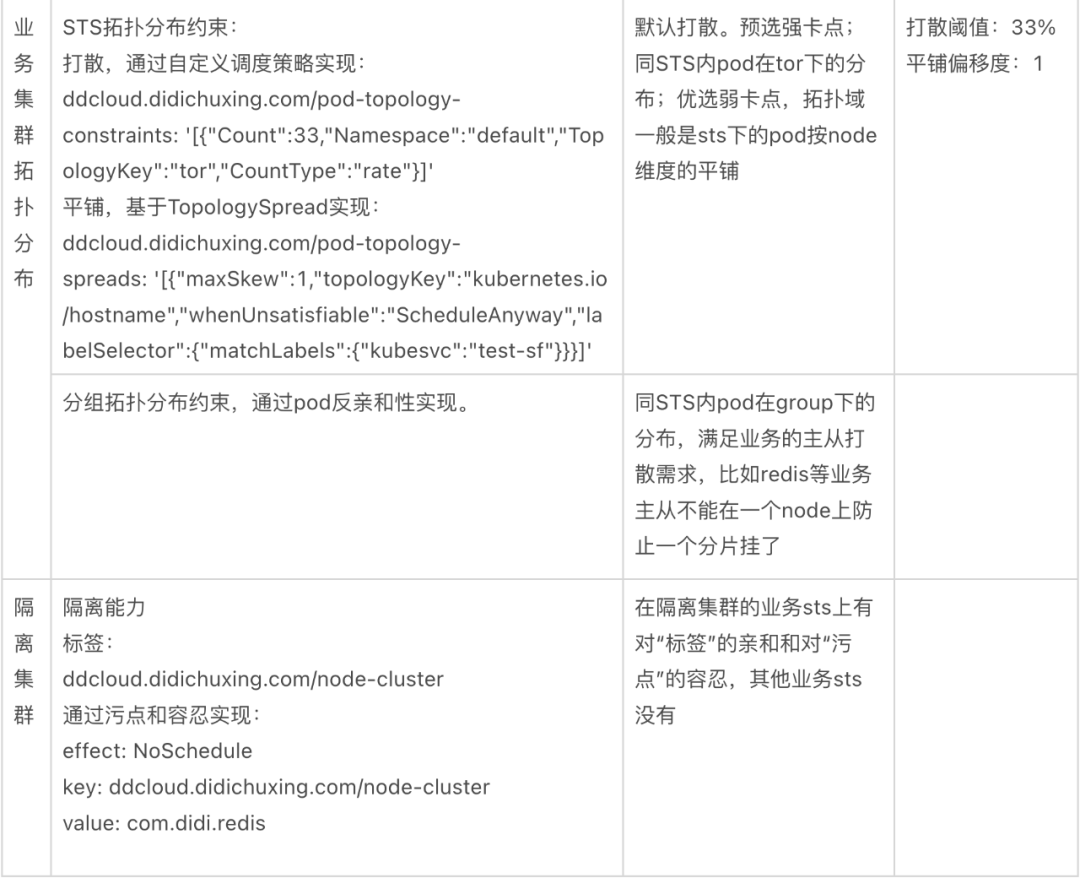 业务集群拓扑分布
STS拓扑分布约束：
打散，通过自定义调度策略实现：
ddcloud.didichuxing.com/pod-topology-
constraints: '[{"Count":33,"Namespace":"default","Top
ologyKey":"tor","CountType":"rate"}]'
平铺，基于TopologySpread实现：
ddcloud.didichuxing.com/pod-topology-
spreads: '[{"maxSkew":1,"topologyKey":"kubernetes.io
/hostname","whenUnsatisfiable":"ScheduleAnyway","la
belSelector":{"matchLabels":{"kubesvc":"test-sf"}}}]'
默认打散。预选强卡点；
同STS内pod在tor下的分
布；优选弱卡点，拓扑域
一般是sts下的pod按node
维度的平铺
打散阈值：33%
平铺偏移度：1
分组拓扑分布约束，通过pod反亲和性实现。
同STS内pod在group下的
分布，满足业务的主从打
散需求，比如redis等业务
主从不能在一个node上防
止一个分片挂了
隔离集群
隔离能力
标签：
ddcloud.didichuxing.com/node-cluster
通过污点和容忍实现：
effect: NoSchedule
key: ddcloud.didichuxing.com/node-cluster
value: com.didi.redis
在隔离集群的业务sts上有
对“标签”的亲和和对“污
点”的容忍，其他业务sts
没有